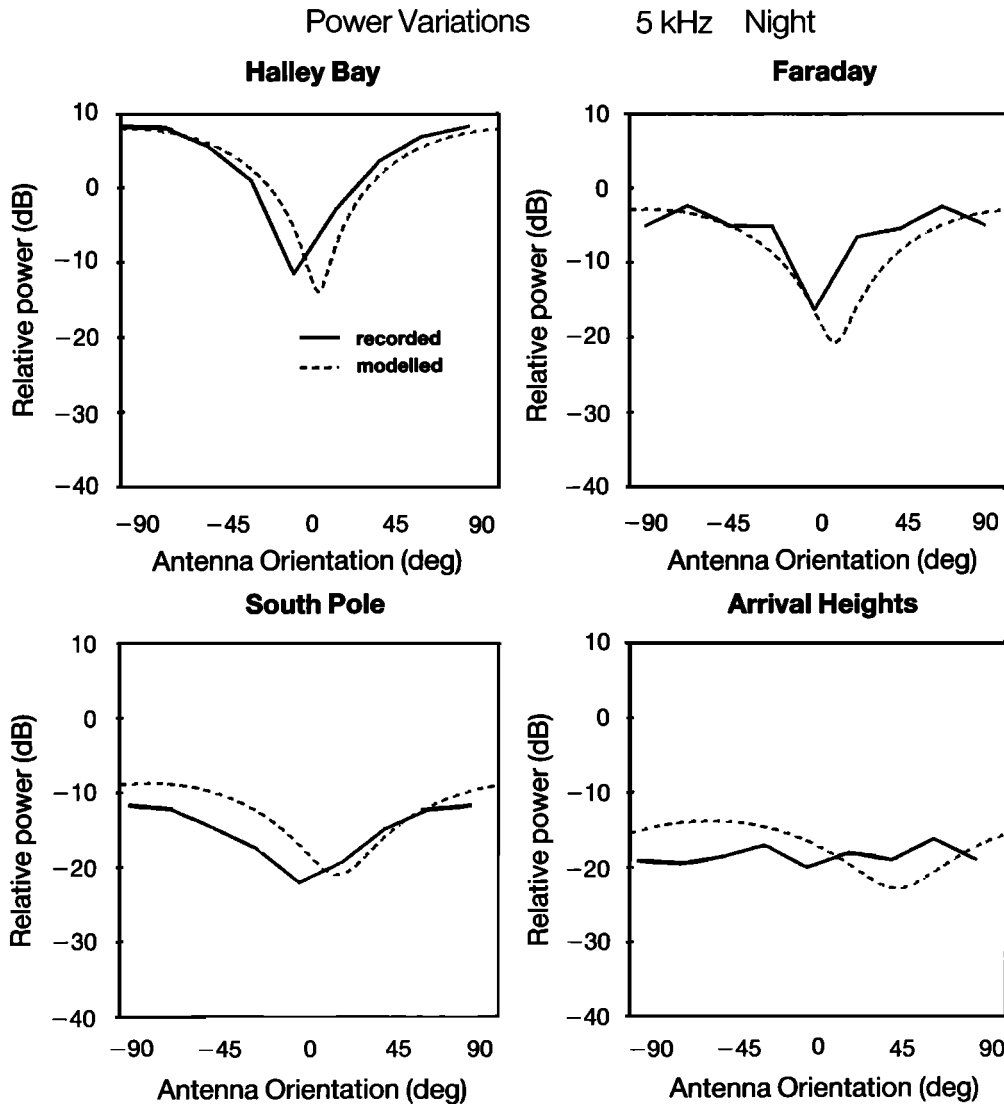 Power Variations 5 kHz Night
Halley Bay
10
0
−10
−20
−30
−40
Relative power (dB)
recorded
modelled
−90 −45 0 45 90
Antenna Orientation (deg)
Faraday
10
0
−10
−20
−30
−40
Relative power (dB)
−90 −45 0 45 90
Antenna Orientation (deg)
South Pole
10
0
−10
−20
−30
−40
Relative power (dB)
−90 −45 0 45 90
Antenna Orientation (deg)
Arrival Heights
10
0
−10
−20
−30
−40
Relative power (dB)
−90 −45 0 45 90
Antenna Orientation (deg)